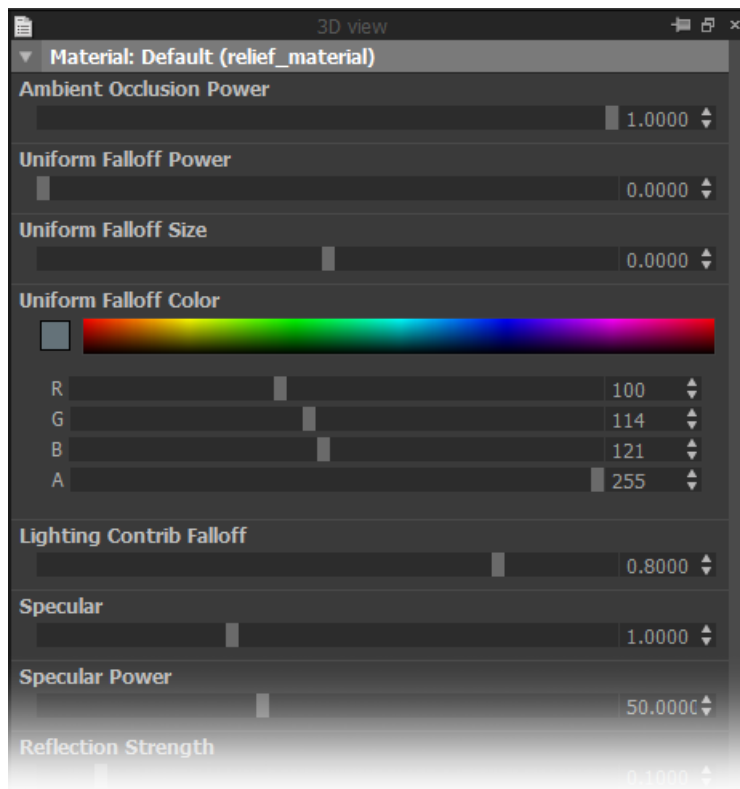 3D view
Material: Default (relief_material)
Ambient Occlusion Power
1.0000
Uniform Falloff Power
0.0000
Uniform Falloff Size
0.0000
Uniform Falloff Color
R 100
G 114
B 121
A 255
Lighting Contrib Falloff
0.8000
Specular
1.0000
Specular Power
50.0000
Reflection Strength
0.1000